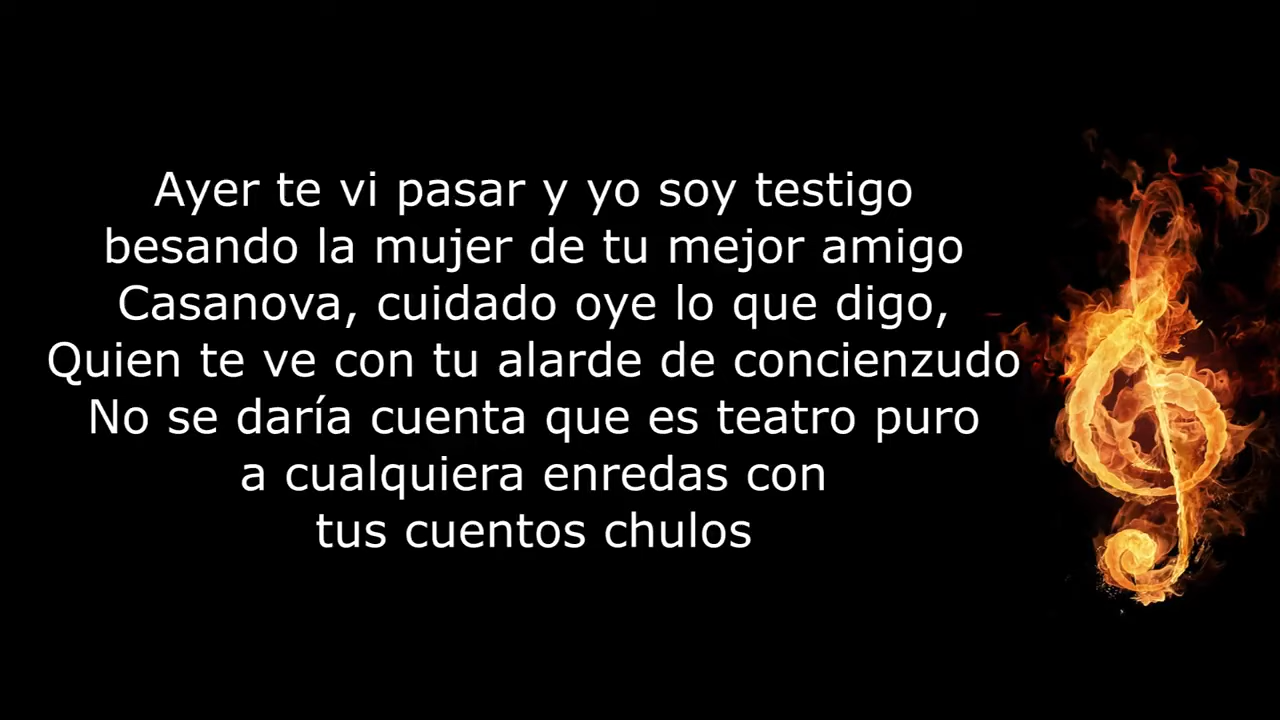 Ayer te vi pasar y yo soy testigo
besando la mujer de tu mejor amigo
Casanova, cuidado oye lo que digo,
Quien te ve con tu alarde de concienzudo
No se daría cuenta que es teatro puro
a cualquiera enredas con
tus cuentos chulos